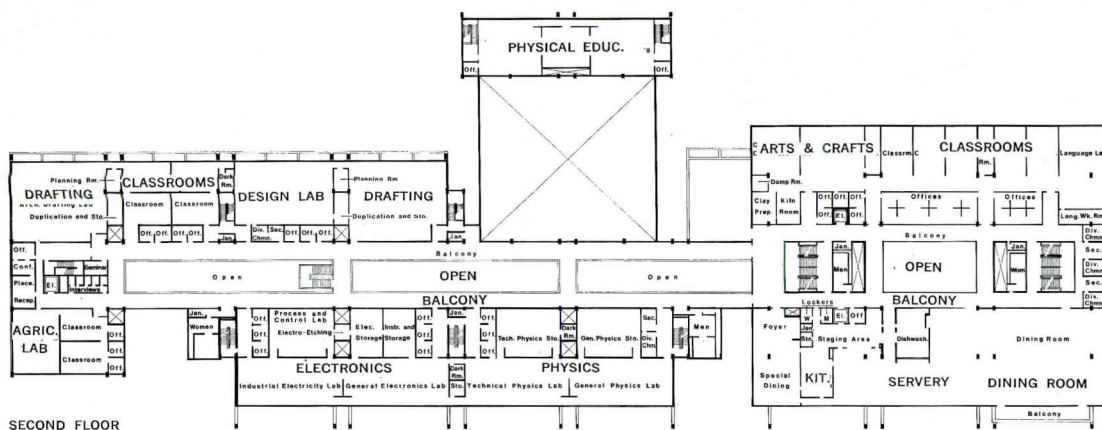 PHYSICAL EDUC.
Off.
Off.
ARTS & CRAFTS
Classrm.
CLASSROOMS
Rm.
Language La
Planning Rm.
CLASSROOMS
Dark Rm.
Planning Rm.
DRAFTING
Classroom
Classroom
DESIGN LAB
DRAFTING
Duplication and Sto.
Duplication and Sto.
Damp Rm.
Clay Prep.
Kiln Room
Off. Off. Off.
Off. El. Off.
Offices
Offices
Lang. Wk. Rm
Off. Off. Off. Off.
Jan.
Div. Chmn.
Sec.
Off. Off. Off.
Jan.
Off.
Conf.
Place.
Recep.
El.
Seminar
Interviews
Open
Balcony
OPEN
BALCONY
Open
Balcony
OPEN
BALCONY
Jan.
Men
Jan.
Wom
Div. Chmn
Sec.
Div. Chmn
Sec.
Div. Chmn
AGRIC. LAB
Classroom
Classroom
Off.
Off.
Off.
Jan.
Women
Off.
Off.
Off.
Process and Control Lab
Electro-Etching
Elec. Storage
Instr. and Storage
Off.
Off.
Off.
Jan.
Off.
Off.
Off.
Tech. Physics Sto.
Dark Rm.
Gen. Physics Sto.
Sec.
Div. Chm.
Men
Lockers
W M
El. Off
Foyer
Jan
Sto.
Staging Area
Dishwash.
Dining Room
ELECTRONICS
PHYSICS
Industrial Electricity Lab
General Electronics Lab
Dark Rm.
Sto.
Technical Physics Lab
General Physics Lab
Special Dining
KIT.
SERVERY
DINING ROOM
Balcony
SECOND FLOOR